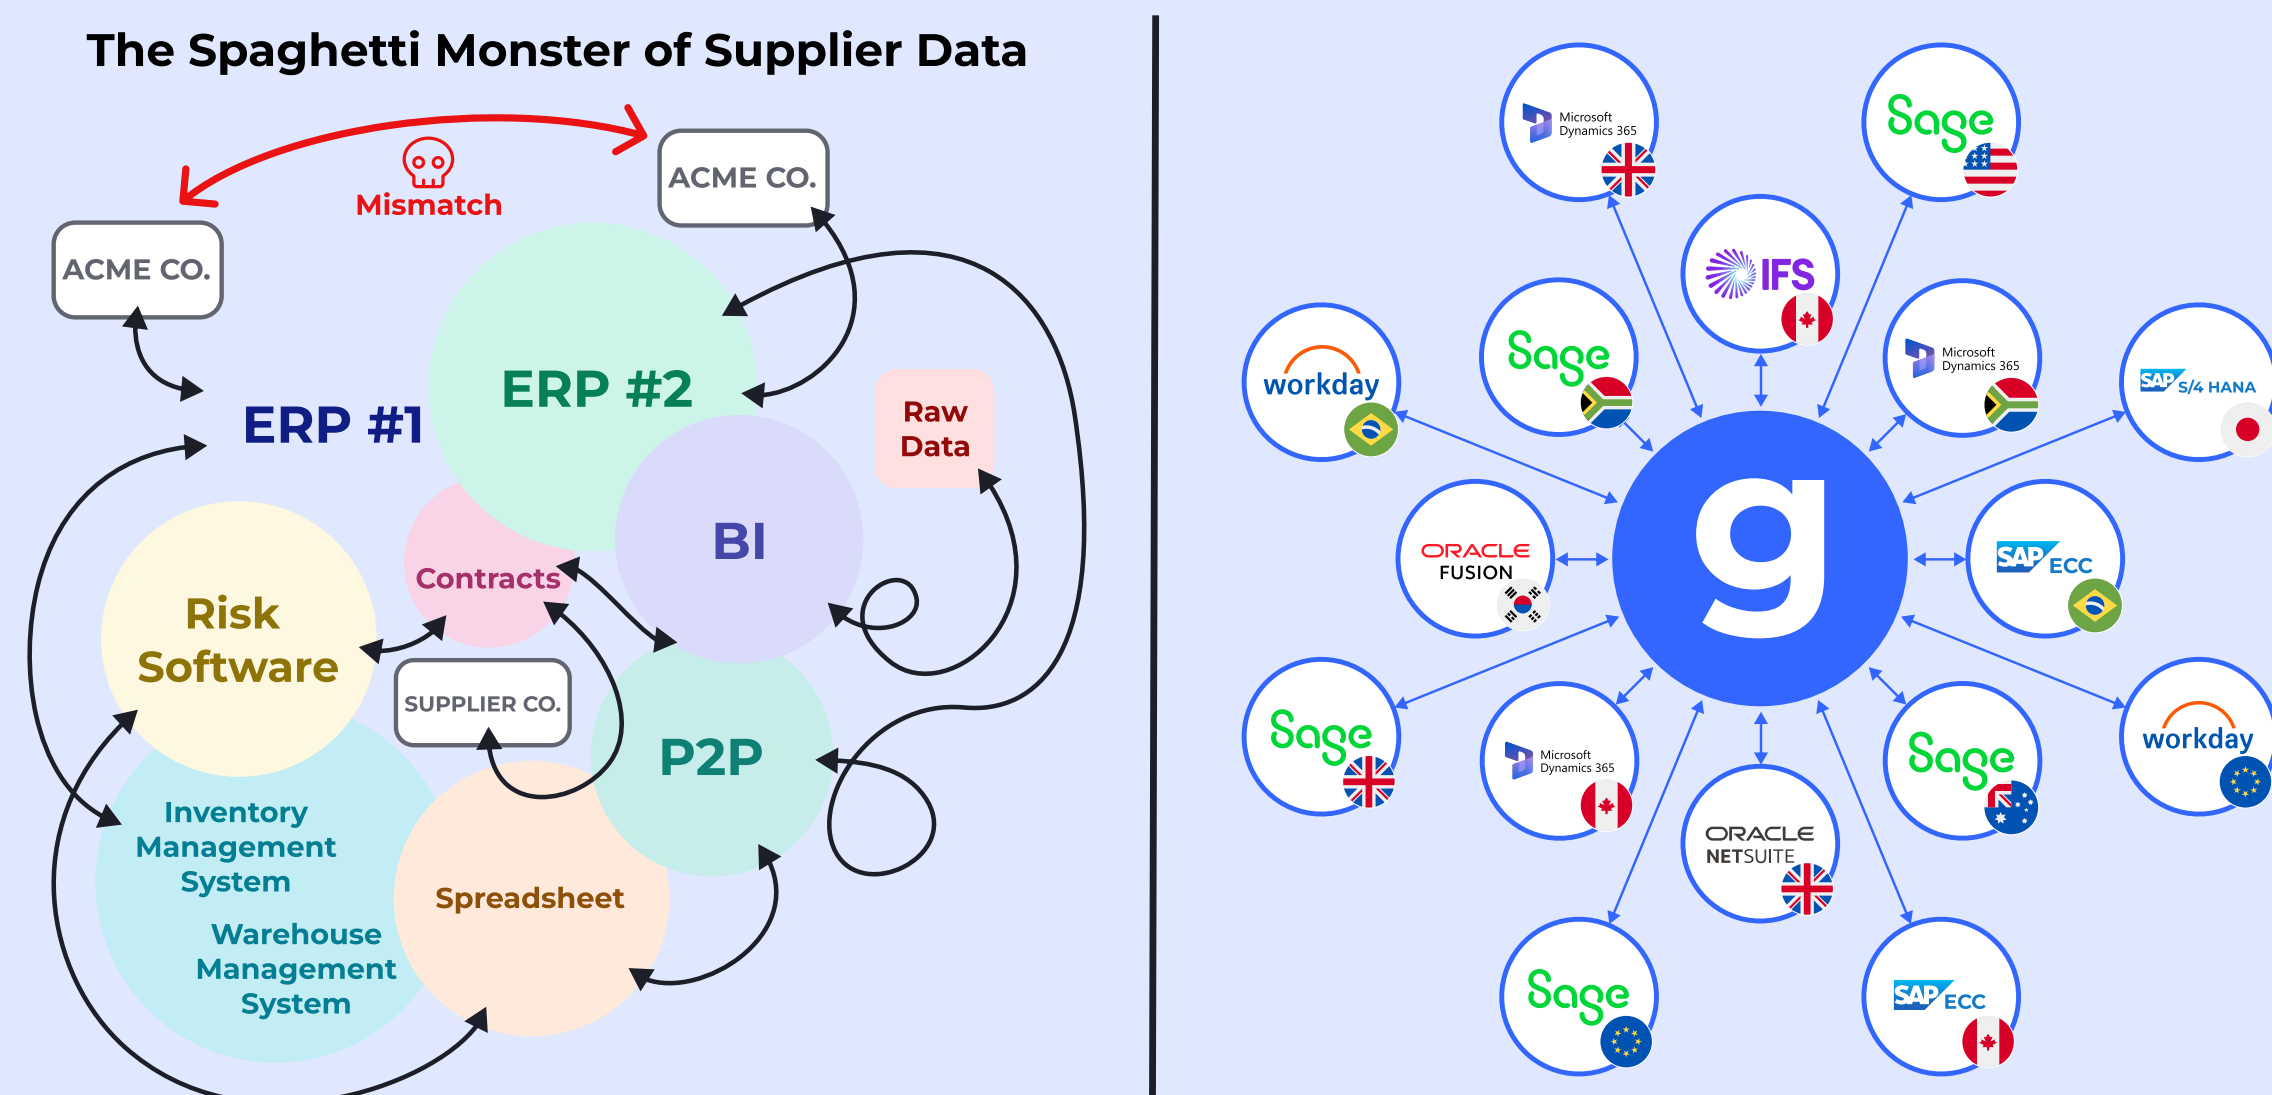 The Spaghetti Monster of Supplier Data
Mismatch
ACME CO.
ACME CO.
ERP #1
ERP #2
Raw
Data
BI
Contracts
Risk
Software
SUPPLIER CO.
P2P
Inventory
Management
System
Warehouse
Management
System
Spreadsheet
Microsoft
Dynamics 365
Sage
IFS
workday
Sage
Microsoft
Dynamics 365
SAP S/4 HANA
ORACLE
FUSION
g
SAP ECC
Sage
Microsoft
Dynamics 365
ORACLE
NETSUITE
Sage
workday
Sage
SAP ECC